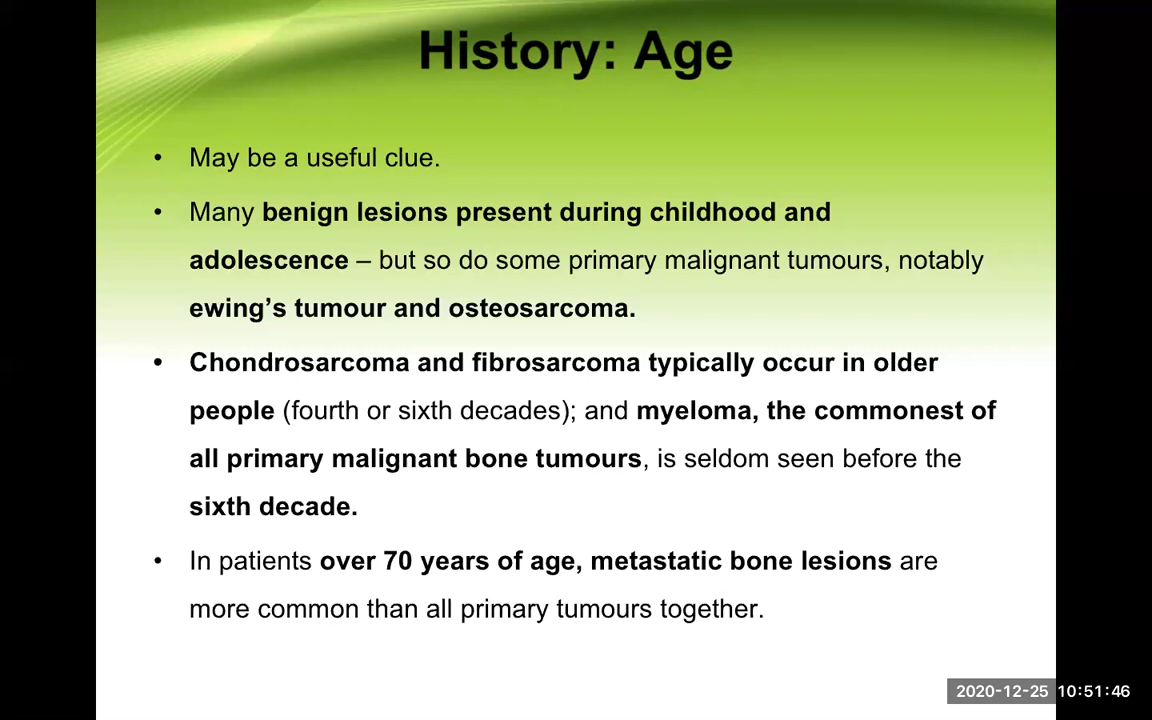 History: Age
• May be a useful clue.
• Many benign lesions present during childhood and
adolescence – but so do some primary malignant tumours, notably
ewing’s tumour and osteosarcoma.
• Chondrosarcoma and fibrosarcoma typically occur in older
people (fourth or sixth decades); and myeloma, the commonest of
all primary malignant bone tumours, is seldom seen before the
sixth decade.
• In patients over 70 years of age, metastatic bone lesions are
more common than all primary tumours together.
2020-12-25 10:51:46